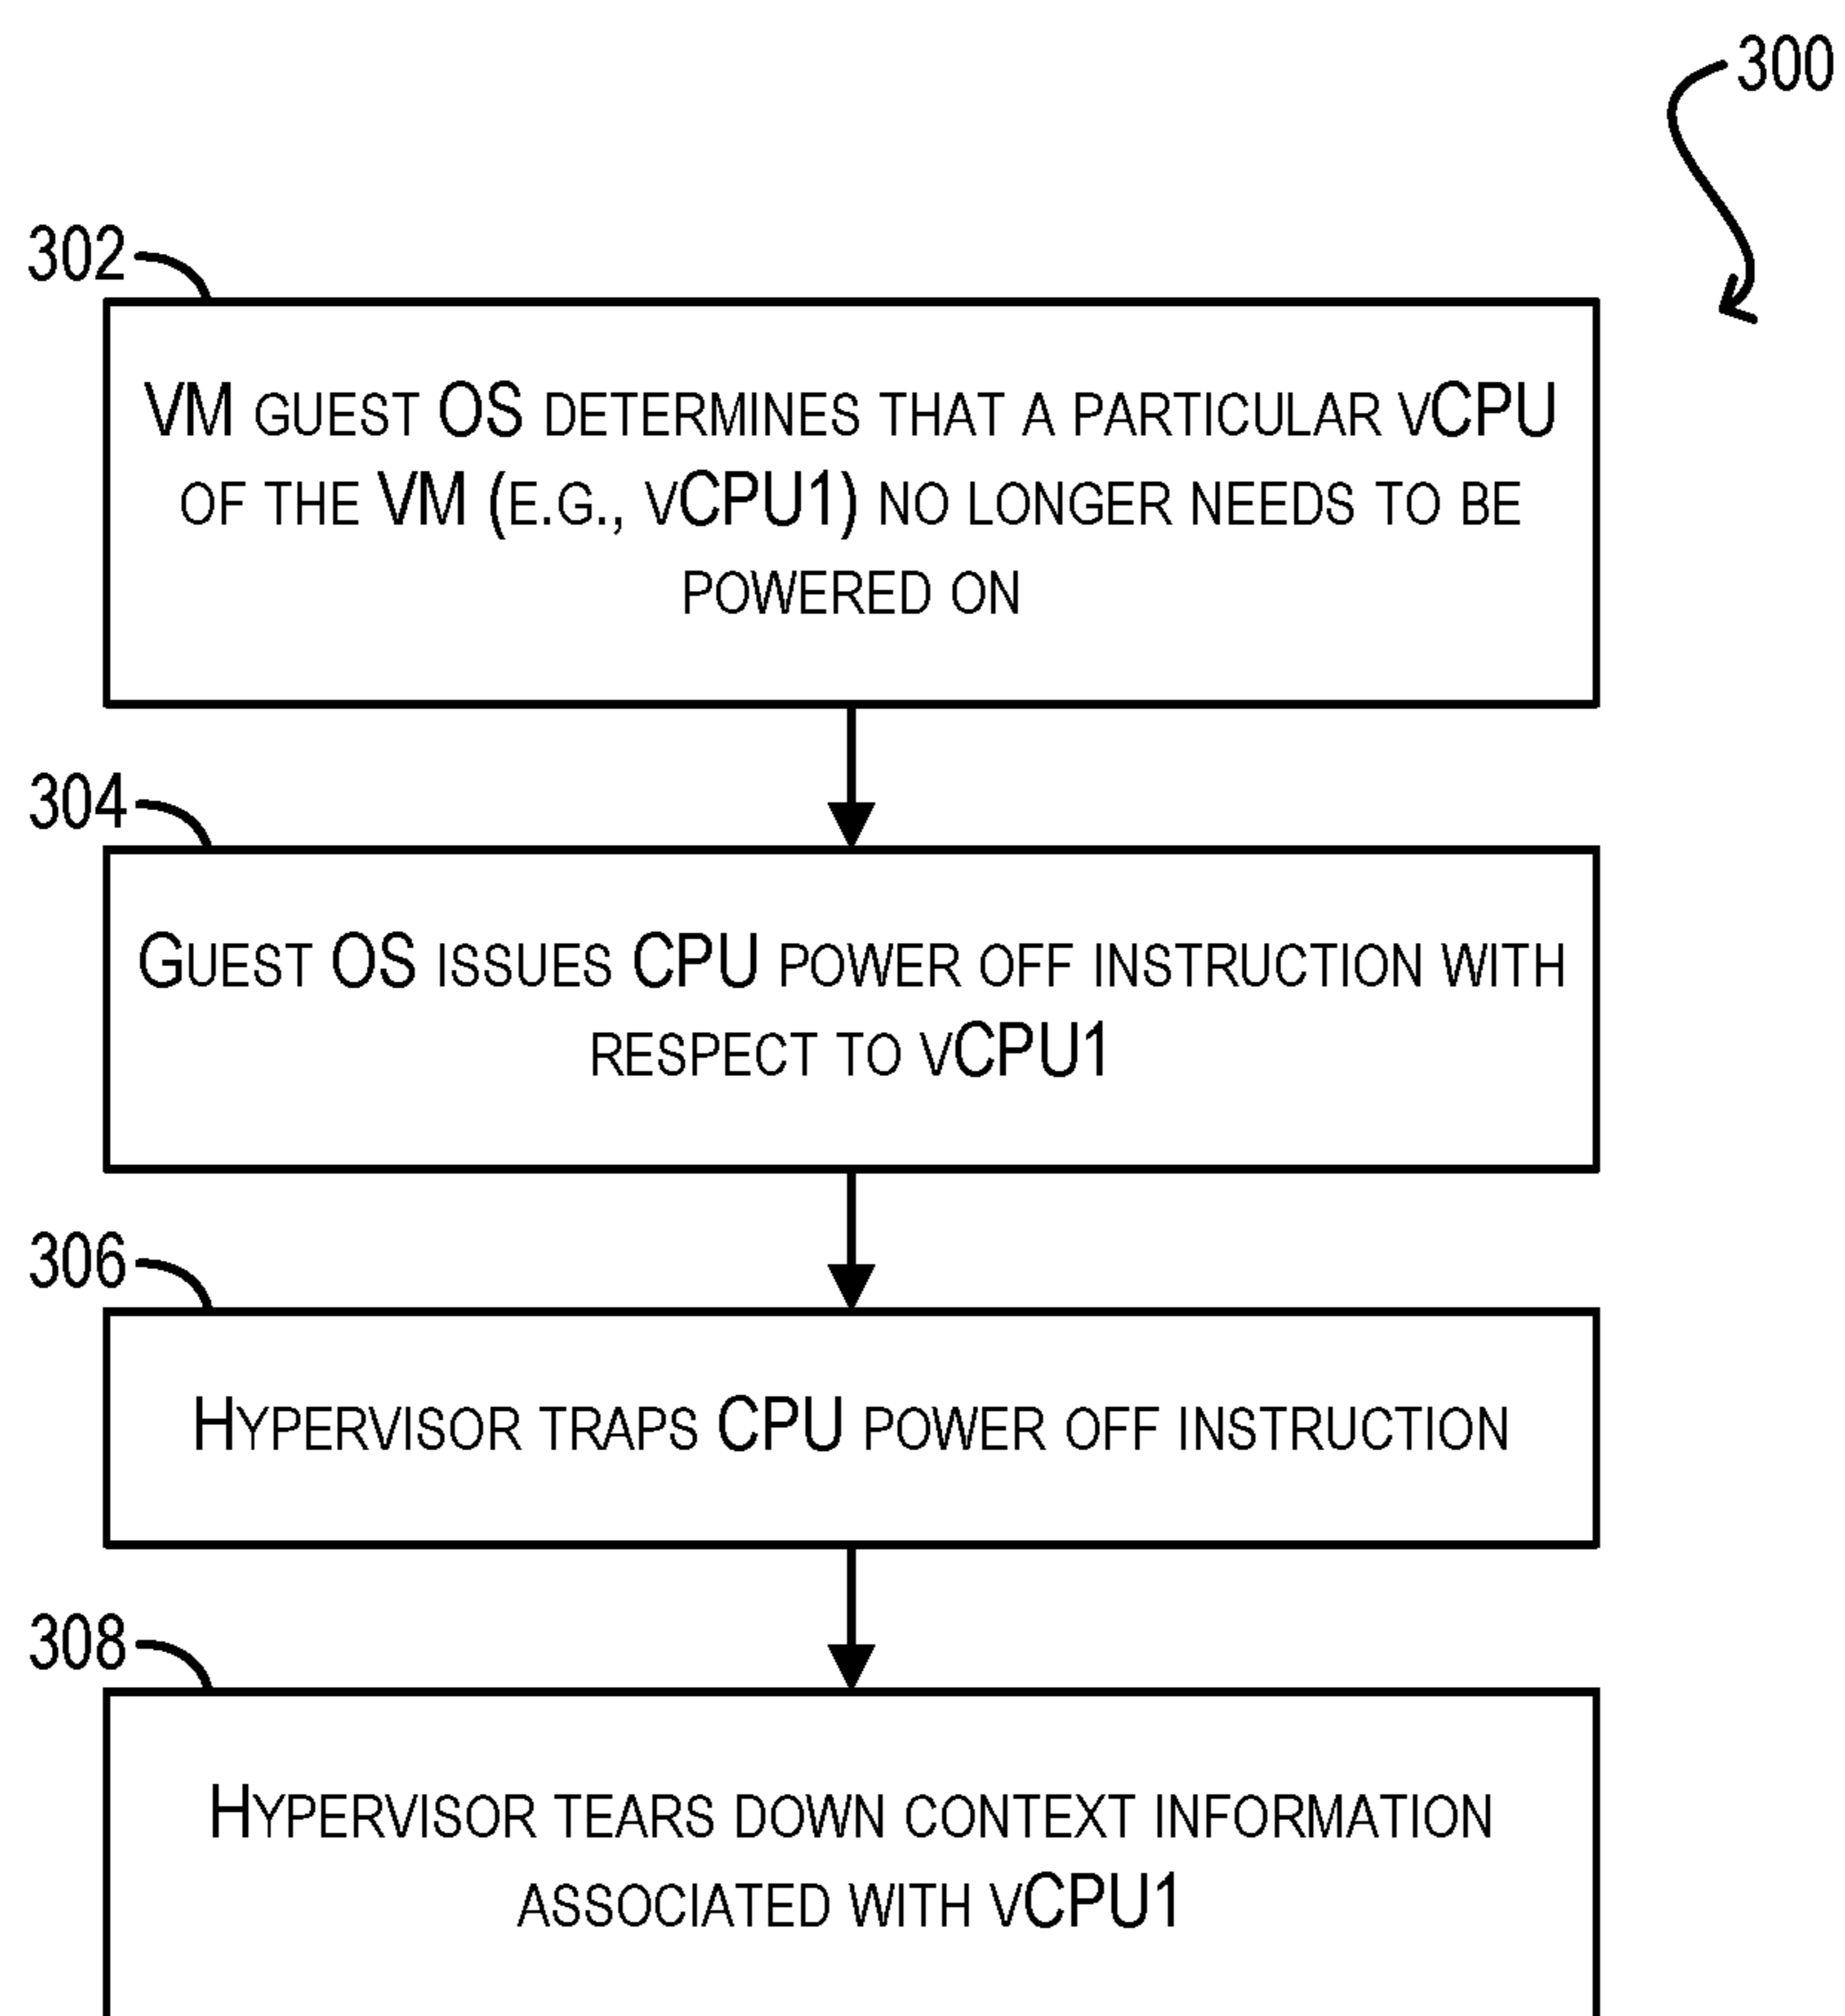 300
302
VM GUEST OS DETERMINES THAT A PARTICULAR VCPU
OF THE VM (E.G., VCPU1) NO LONGER NEEDS TO BE
POWERED ON
304
GUEST OS ISSUES CPU POWER OFF INSTRUCTION WITH
RESPECT TO VCPU1
306
HYPERVISOR TRAPS CPU POWER OFF INSTRUCTION
308
HYPERVISOR TEARS DOWN CONTEXT INFORMATION
ASSOCIATED WITH VCPU1